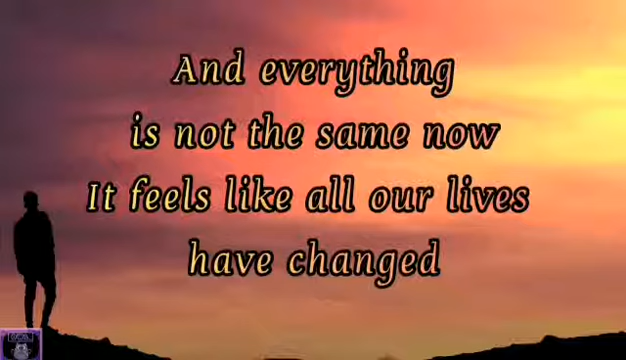 And everything
is not the same now
It feels like all our lives
have changed